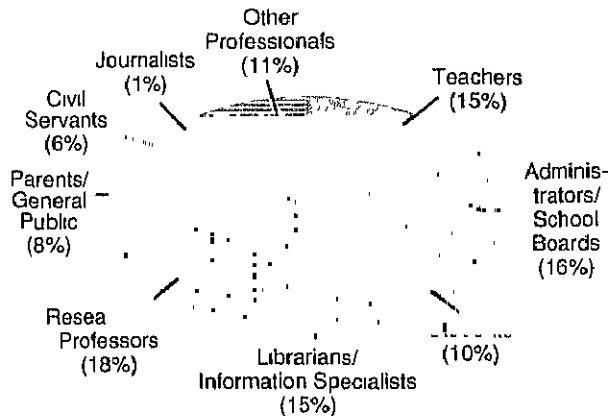 Other
Professionals
(11%)
Journalists
(1%)
Teachers
(15%)
Civil
Servants
(6%)
Parents/
General
Public
(8%)
Adminis-
trators/
School
Boards
(16%)
Resea
Professors
(18%)
Librarians/
Information Specialists
(15%)
(10%)